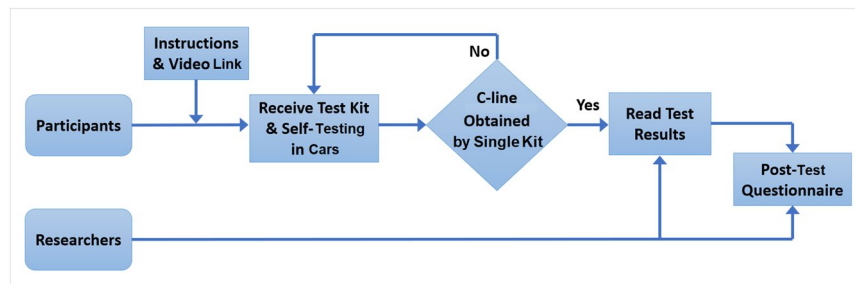 Instructions
& Video Link
No
Participants
Receive Test Kit
& Self-Testing
in Cars
C-line
Obtained
by Single Kit
Yes
Read Test
Results
Post-Test
Questionnaire
Researchers